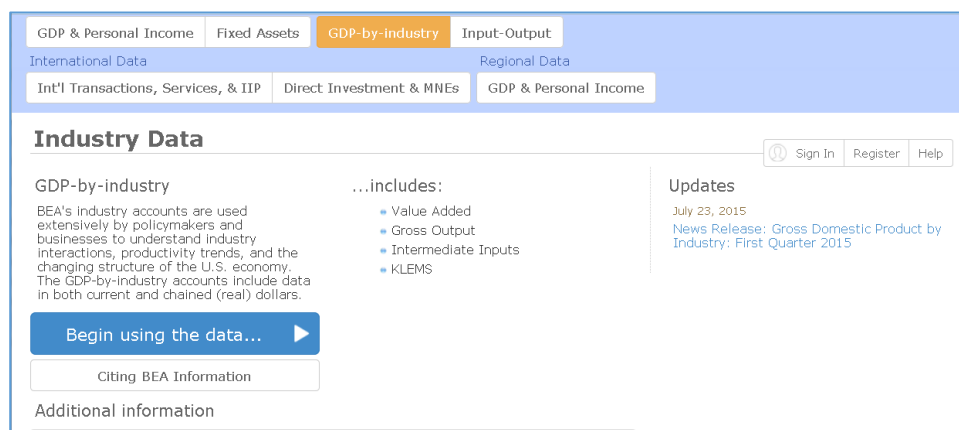 GDP & Personal Income Fixed Assets GDP-by-industry Input-Output
International Data Regional Data
Int'l Transactions, Services, & IIP Direct Investment & MNEs GDP & Personal Income
Industry Data
Sign In Register Help
GDP-by-industry
BEA's industry accounts are used
extensively by policymakers and
businesses to understand industry
interactions, productivity trends, and the
changing structure of the U.S. economy.
The GDP-by-industry accounts include data
in both current and chained (real) dollars.
...includes:
Value Added
Gross Output
Intermediate Inputs
KLEMS
Updates
July 23, 2015
News Release: Gross Domestic Product by
Industry: First Quarter 2015
Begin using the data...
Citing BEA Information
Additional information